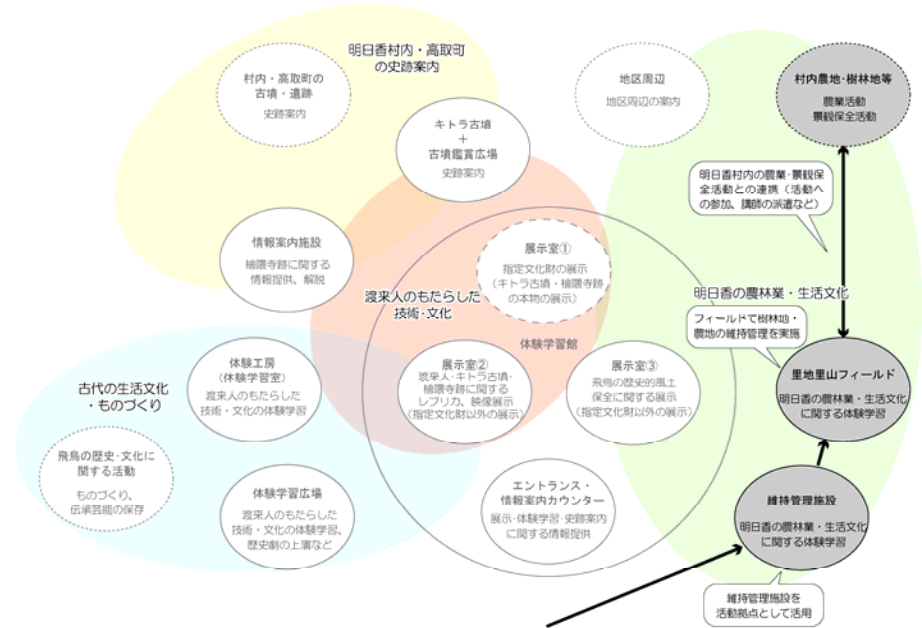 明日香村内・高取町
の史跡案内
村内・高取町の
古墳・遺跡
史跡案内
キトラ古墳
+
古墳鑑賞広場
史跡案内
地区周辺
地区周辺の案内
村内農地・樹林地等
農業活動
景観保全活動
明日香村内の農業・景観保
全活動との連携（活動へ
の参加、講師の派遣など）
情報案内施設
檜隈寺跡に関する
情報提供、解説
展示室①
指定文化財の展示
（キトラ古墳・檜隈寺跡
の本物の展示）
渡来人のもたらした
技術・文化
明日香の農林業・生活文化
フィールドで樹林地・
農地の維持管理を実施
体験学習館
古代の生活文化
・ものづくり
体験工房
（体験学習室）
渡来人のもたらした
技術・文化の体験学習
展示室②
渡来人・キトラ古墳・
檜隈寺跡に関する
レプリカ、映像展示
（指定文化財以外の展示）
展示室③
飛鳥の歴史的風土
保全に関する展示
（指定文化財以外の展示）
里地里山フィールド
明日香の農林業・生活文化
に関する体験学習
飛鳥の歴史・文化に
関する活動
ものづくり、
伝承芸能の保存
体験学習広場
渡来人のもたらした
技術・文化の体験学習、
歴史劇の上演など
エントランス・
情報案内カウンター
展示・体験学習・史跡案内
に関する情報提供
維持管理施設
明日香の農林業・生活文化
に関する体験学習
維持管理施設を
活動拠点として活用